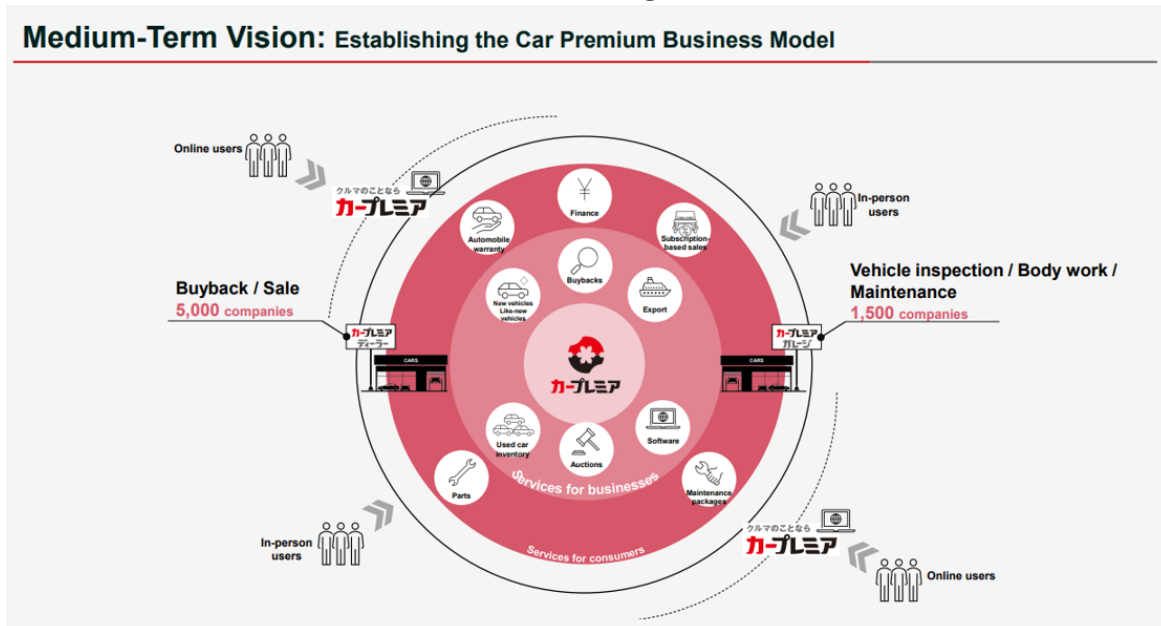 Medium-Term Vision: Establishing the Car Premium Business Model
Online users
クルマのことなら
カープレミア
In-person
users
Finance
Automobile
warranty
Subscription-
based sales
Buybacks
New vehicles
Like-new
vehicles
Export
Buyback / Sale
5,000 companies
Vehicle inspection / Body work /
Maintenance
1,500 companies
カープレミア
ディーラー
CARS
カープレミア
カープレミア
ガレージ
CARS
Used car
inventory
Auctions
Software
Parts
Maintenance
packages
Services for businesses
Services for consumers
In-person
users
クルマのことなら
カープレミア
Online users